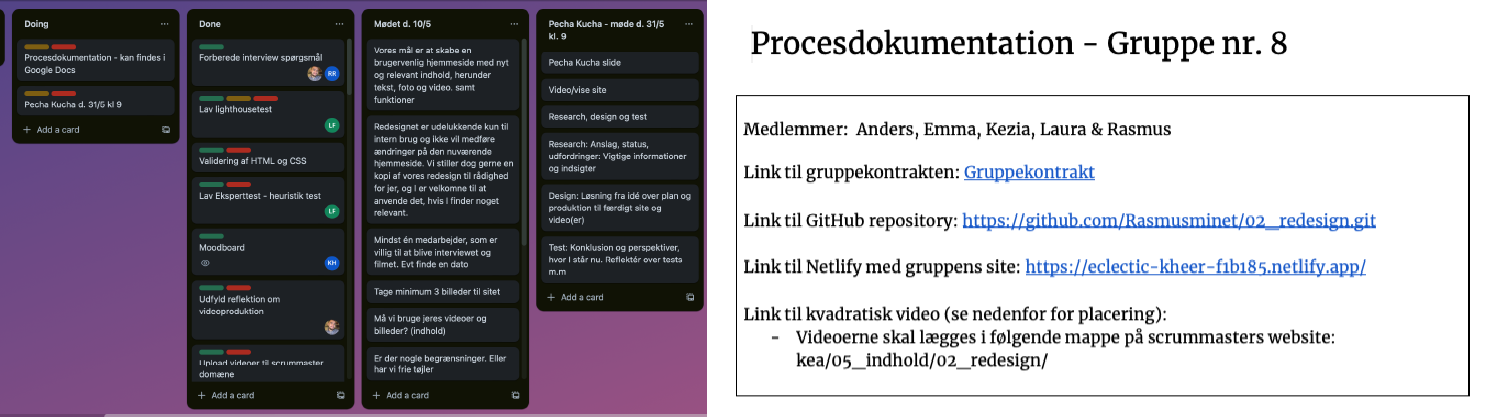 Doing
Procesdokumentation - kan findes i
Google Docs
Pecha Kucha d. 31/5 kl 9
+ Add a card
Done
Forberede interview spørgsmål
RR
Lav lighthousetest
LF
Validering af HTML og CSS
Lav Eksperttest - heuristik test
LF
Moodboard
KH
Udfyld reflektion om
videoproduktion
Upload videoer til scrummaster
domæne
+ Add a card
Mødet d. 10/5
Vores mål er at skabe en
brugervenlig hjemmeside med nyt
og relevant indhold, herunder
tekst, foto og video. samt
funktioner
Redesignet er udelukkende kun til
intern brug og ikke vil medføre
ændringer på den nuværende
hjemmeside. Vi stiller dog gerne en
kopi af vores redesign til rådighed
for jer, og I er velkomne til at
anvende det, hvis I finder noget
relevant.
Mindst én medarbejder, som er
villig til at blive interviewet og
filmet. Evt finde en dato
Tage minimum 3 billeder til sitet
Må vi bruge jeres videoer og
billeder? (indhold)
Er der nogle begrænsninger. Eller
har vi frie tøjler
+ Add a card
Pecha Kucha - møde d. 31/5
kl. 9
Pecha Kucha slide
Video/vise site
Research, design og test
Research: Anslag, status,
udfordringer: Vigtige informationer
og indsigter
Design: Løsning fra idé over plan og
produktion til færdigt site og
video(er)
Test: Konklusion og perspektiver,
hvor I står nu. Reflektér over tests
m.m
+ Add a card
Procesdokumentation - Gruppe nr. 8
Medlemmer: Anders, Emma, Kezia, Laura & Rasmus
Link til gruppekontrakten: Gruppekontrakt
Link til GitHub repository: https://github.com/Rasmusminet/02_redesign.git
Link til Netlify med gruppens site: https://eclectic-kheer-f1b185.netlify.app/
Link til kvadratisk video (se nedenfor for placering):
- Videoerne skal lægges i følgende mappe på scrummasters website:
kea/05_indhold/02_redesign/